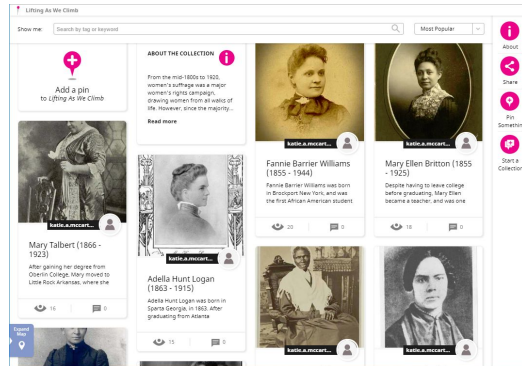 Lifting As We Climb
Show me:
Search by tag or keyword
Most Popular
Add a pin
to Lifting As We Climb
katie.a.mccart...
Mary Talbert (1866 -
1923)
After gaining her degree from
Oberlin College, Mary moved to
Little Rock Arkansas, where she
16
0
Expand
Map
ABOUT THE COLLECTION
From the mid-1800s to 1920,
women's suffrage was a major
women's rights campaign,
drawing women from all walks of
life. However, since the majority...
Read more
katie.a.mccart...
Adella Hunt Logan
(1863 - 1915)
Adella Hunt Logan was born in
Sparta Georgia, in 1863. After
graduating from Atlanta
15
0
katie.a.mccart...
Fannie Barrier Williams
(1855 - 1944)
Fannie Barrier Williams was born
in Brockport New York, and was
the first African American student
20
0
katie.a.mccart...
katie.a.mccart...
Mary Ellen Britton (1855
- 1925)
Despite having to leave college
before graduating, Mary Ellen
became a teacher, and was one
18
0
katie.a.mccart...
About
Share
Pin
Somethin
Start a
Collection